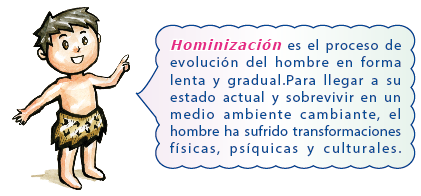 Hominización es el proceso de
evolución del hombre en forma
lenta y gradual.Para llegar a su
estado actual y sobrevivir en un
medio ambiente cambiante, el
hombre ha sufrido transformaciones
físicas, psíquicas y culturales.